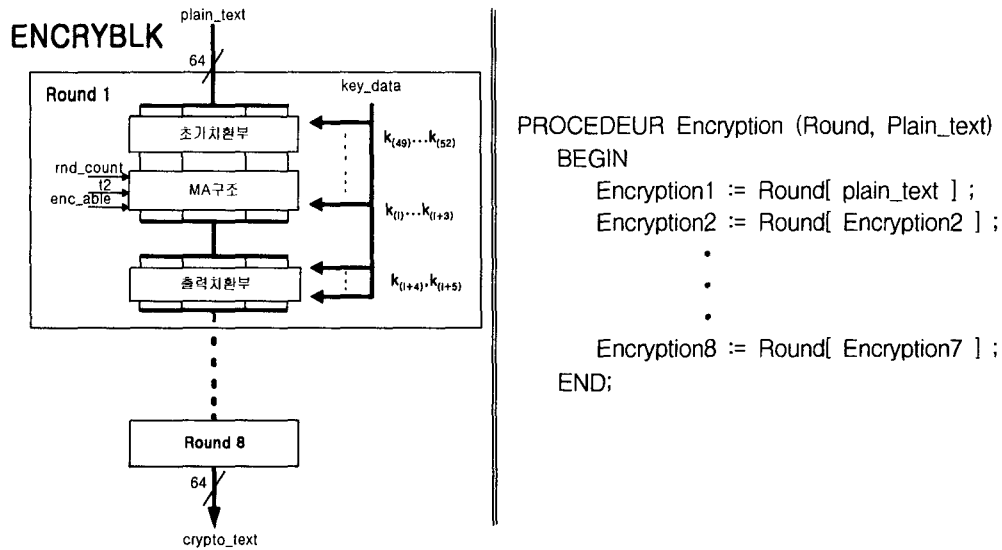 plain_text
ENCRYBLK
64
Round 1
key_data
초기치환부
k(49)...k(52)
rnd_count
t2
enc_able
MA구조
k(i)...k(i+3)
출력치환부
k(i+4),k(i+5)
Round 8
64
crypto_text
PROCEDEUR Encryption (Round, Plain_text)
BEGIN
Encryption1 := Round[ plain_text ] ;
Encryption2 := Round[ Encryption2 ] ;
•
•
•
Encryption8 := Round[ Encryption7 ] ;
END;